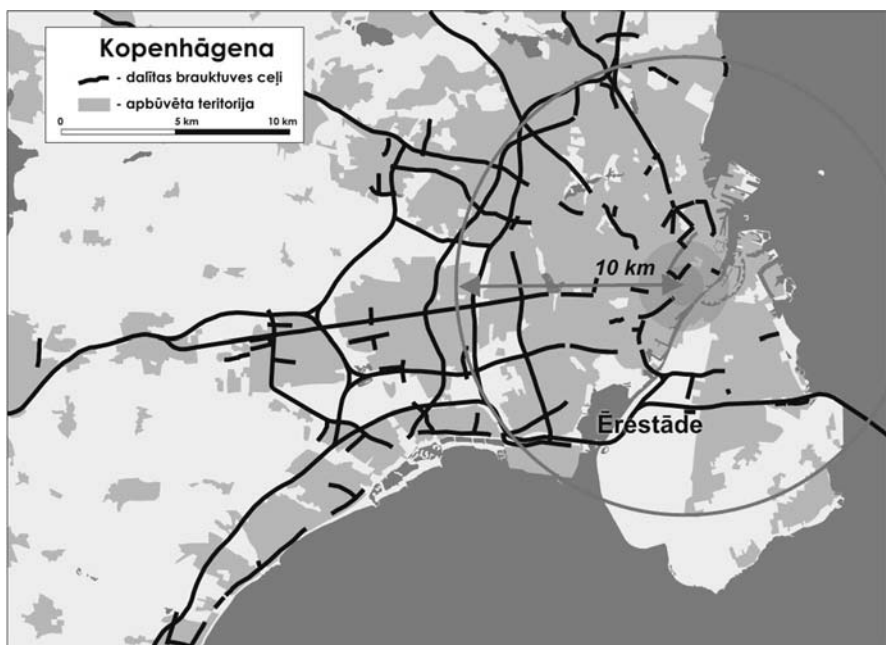 Kopenhāgena
- dalītas brauktuves ceļi
- apbūvēta teritorija
0 5 km 10 km
10 km
Ērestāde